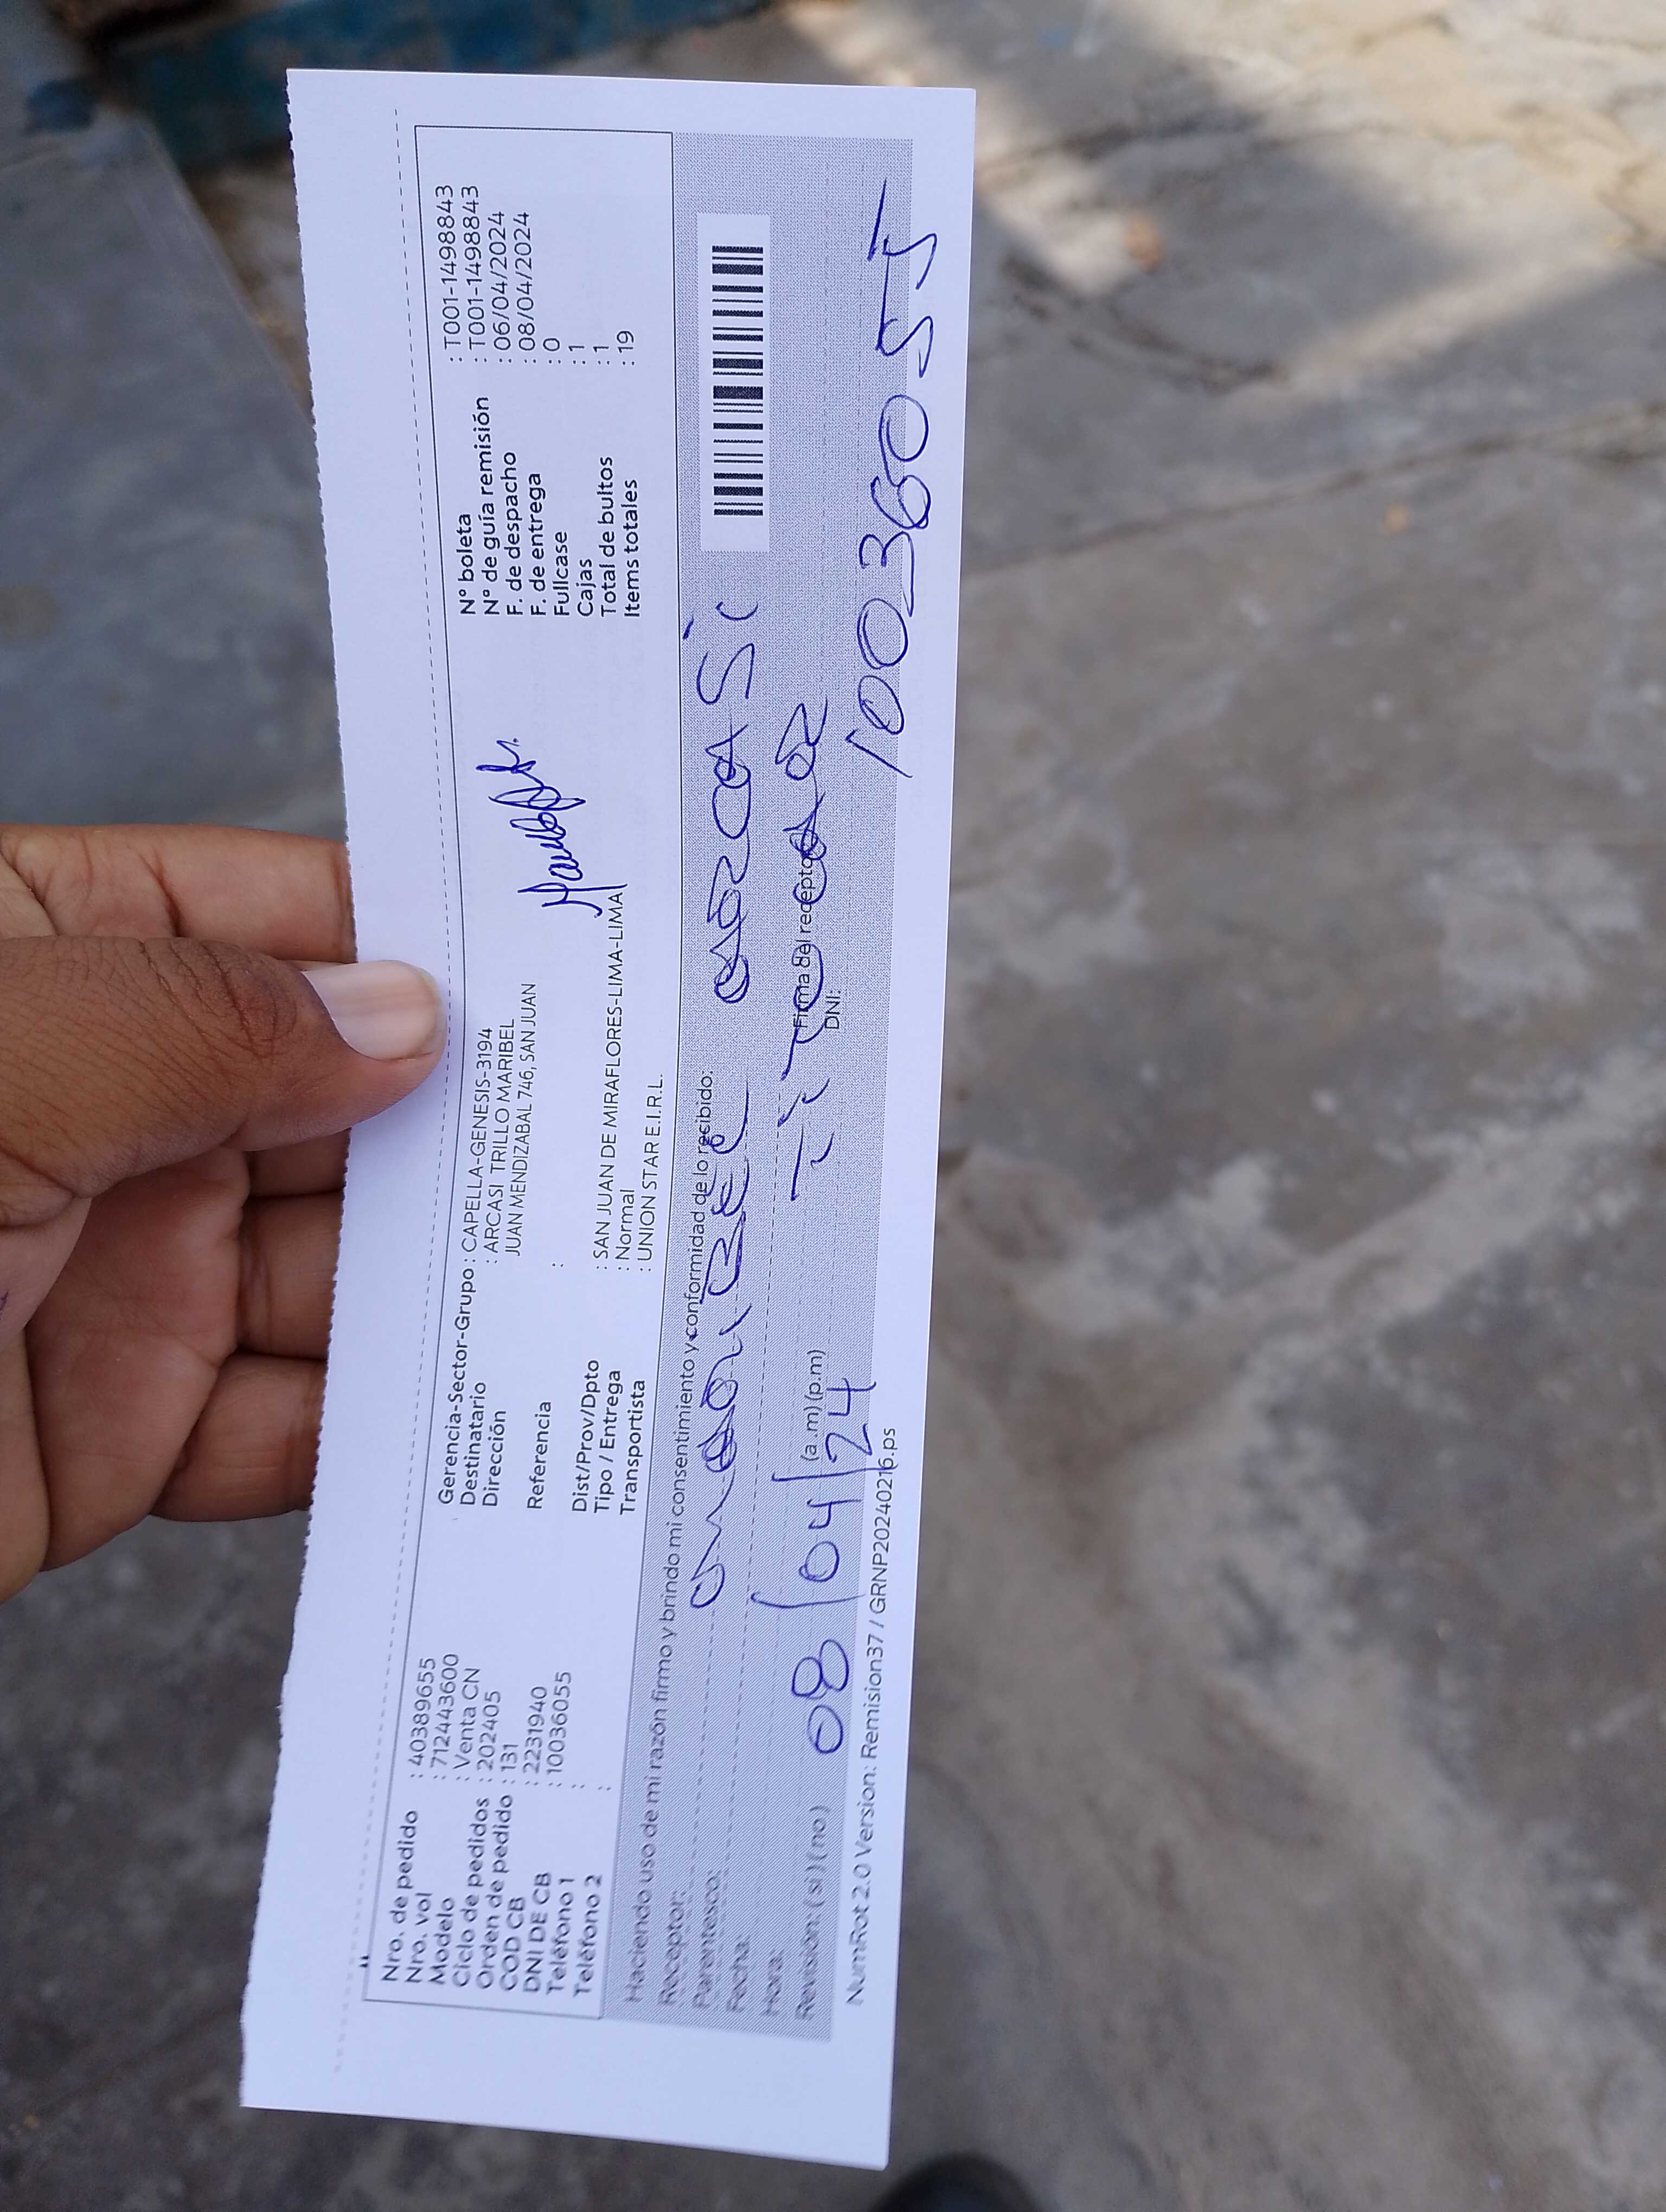 Nro. de pedido : 40389655
Nro. vol : 712443600
Modelo : Venta CN
Ciclo de pedidos : 202405
Orden de pedido : 131
COD CB : 2231940
DNI DE CB : 10036055
Teléfono 1 :
Teléfono 2 :
Gerencia-Sector-Grupo : CAPELLA-GENESIS-3194
Destinatario : ARCASI TRILLO MARIBEL
Dirección JUAN MENDIZABAL 746, SAN JUAN
Referencia :
Dist/Prov/Dpto : SAN JUAN DE MIRAFLORES-LIMA-LIMA
Tipo / Entrega : Normal
Transportista : UNION STAR E.I.R.L.
N° boleta : T001-1498843
N° de guía remisión : T001-1498843
F. de despacho : 06/04/2024
F. de entrega : 08/04/2024
Fullcase : 0
Cajas : 1
Total de bultos : 1
Items totales : 19
Haciendo uso de mi razón firmo y brindo mi consentimiento y conformidad de lo recibido:
Receptor: MARIBEL ARCASI
Parentesco:
Fecha: 08/04/24 TITULAR
Hora: (a.m) (p.m) Firma del receptor
Revisión: (si) (no) DNI: 10036055
NumRot 2.0 Version: Remision37 / GRNP20240216.ps